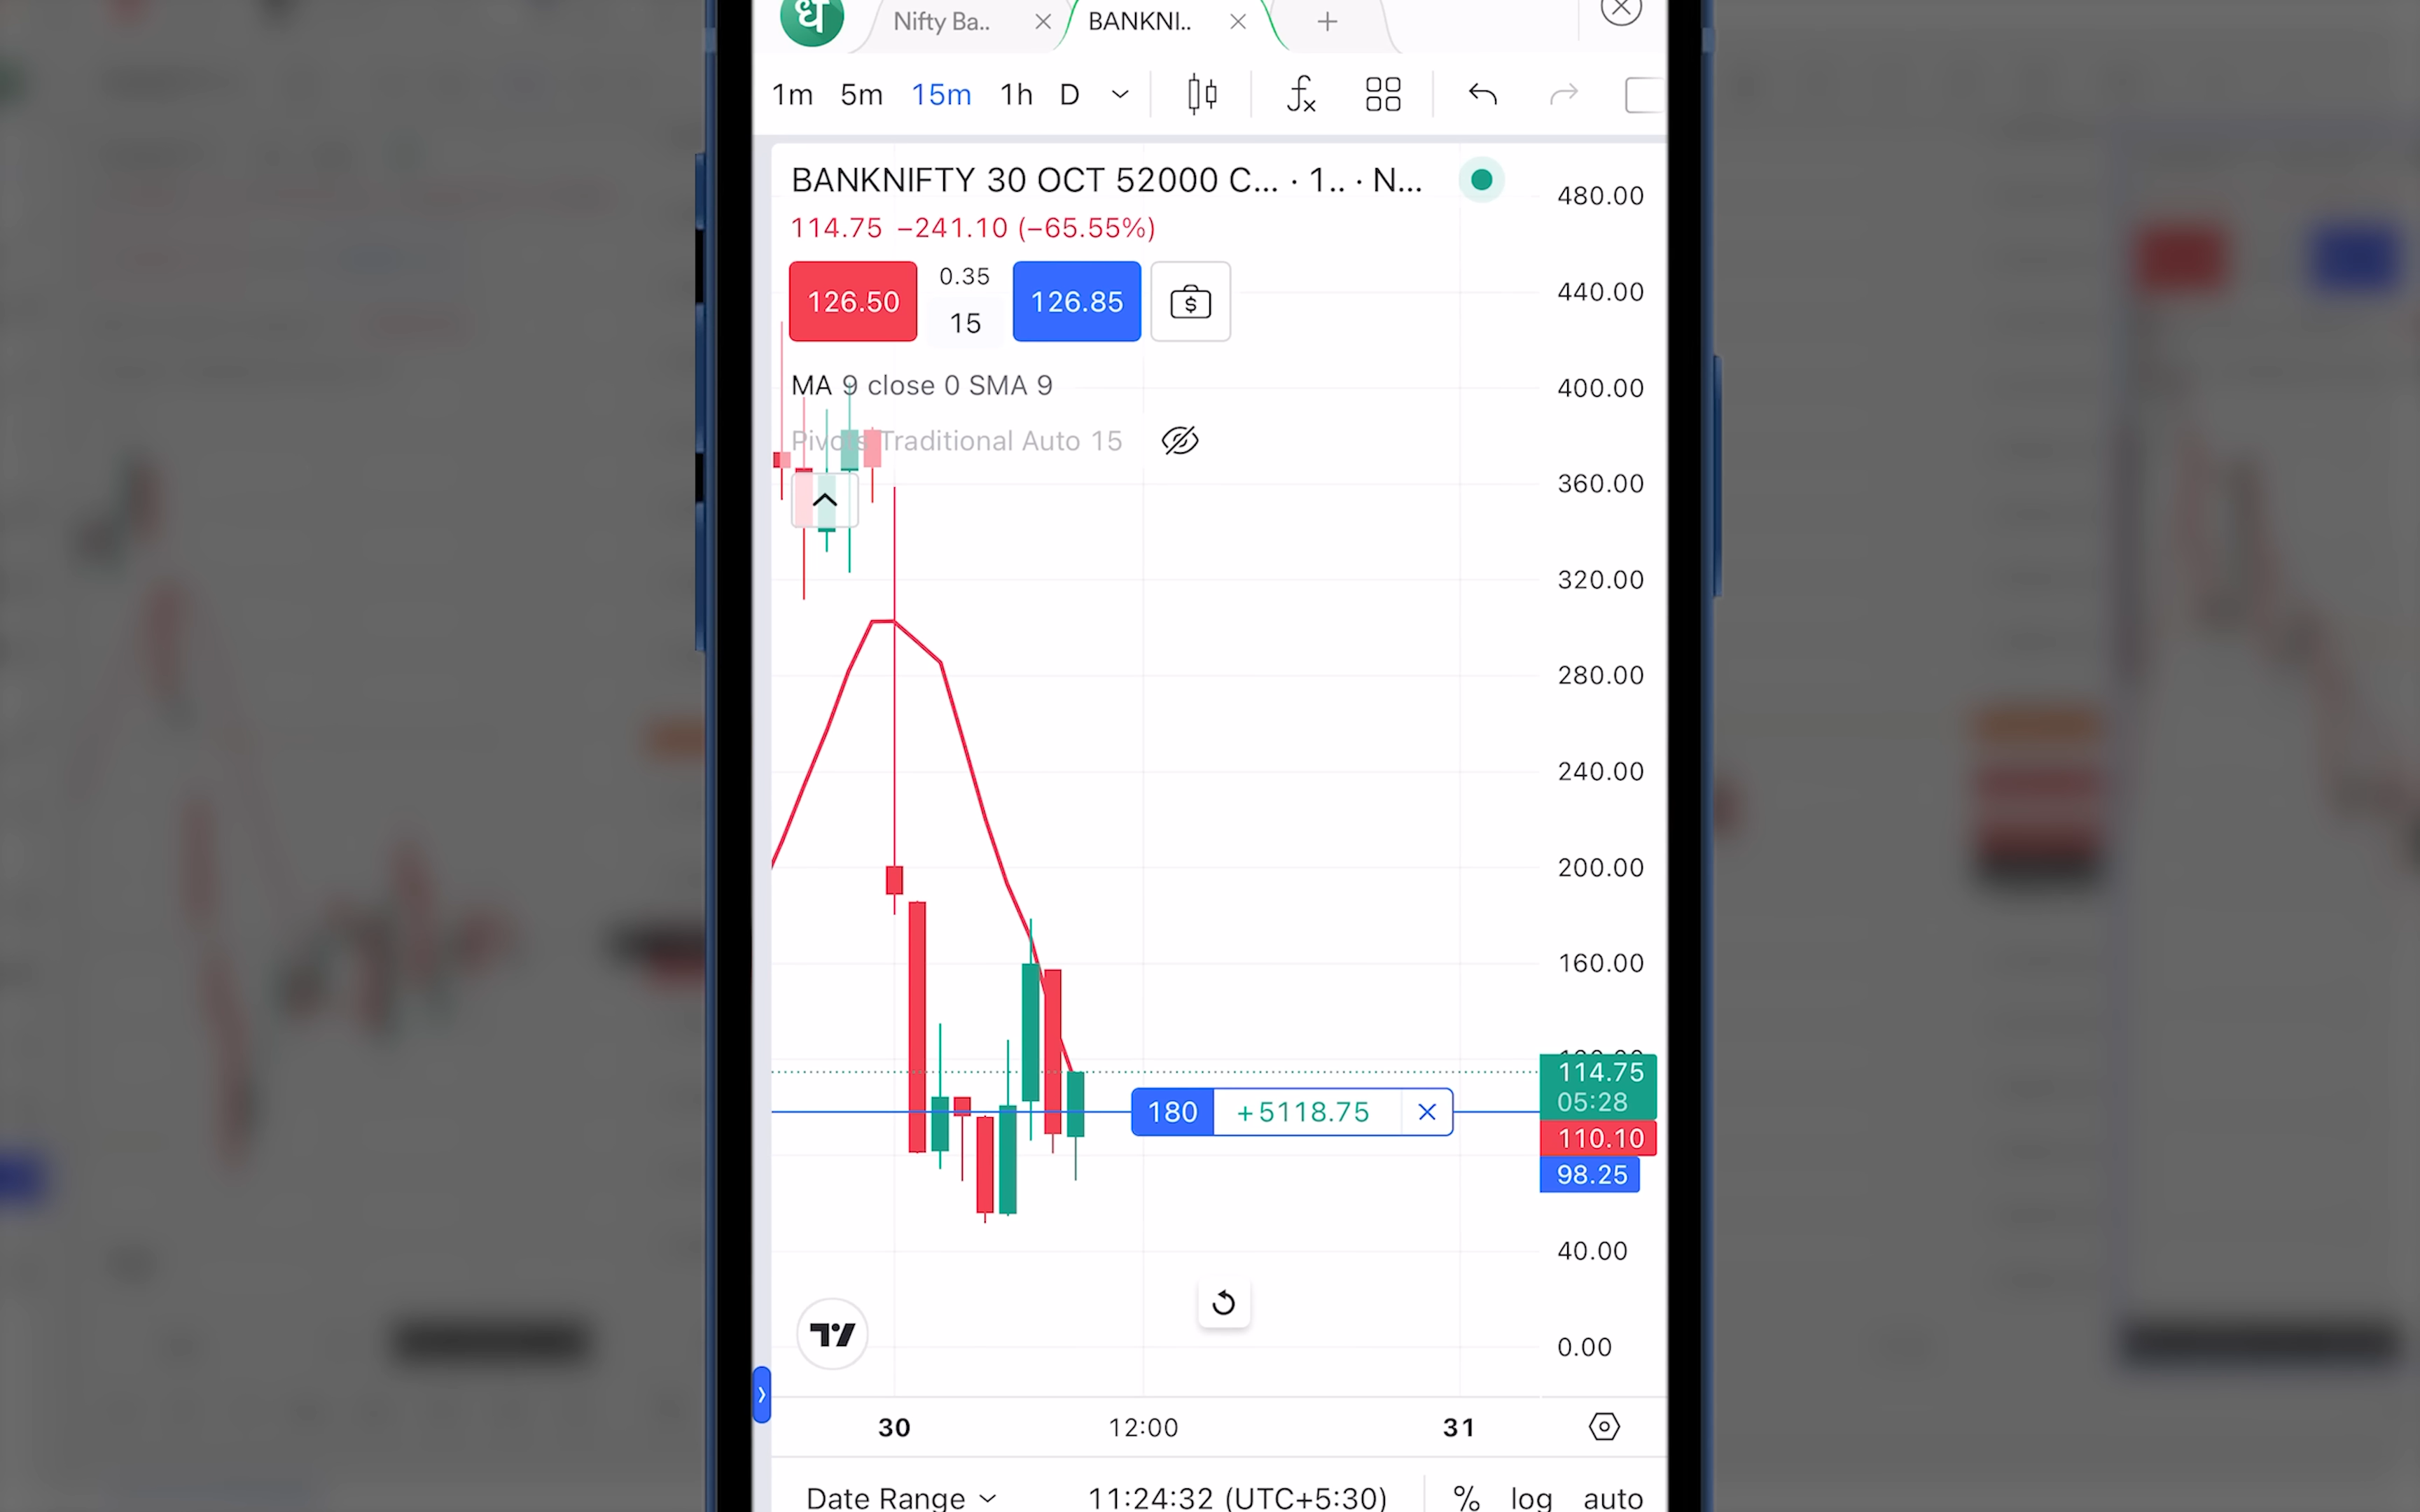 ध
Nifty Ba..
BANKNI..
1m 5m 15m 1h D
BANKNIFTY 30 OCT 52000 C... · 1.. · N...
114.75 −241.10 (−65.55%)
126.50
0.35
15
126.85
MA 9 close 0 SMA 9
Pivots Traditional Auto 15
480.00
440.00
400.00
360.00
320.00
280.00
240.00
200.00
160.00
114.75
05:28
110.10
98.25
40.00
0.00
180 +5118.75
30 12:00 31
Date Range 11:24:32 (UTC+5:30) % log auto